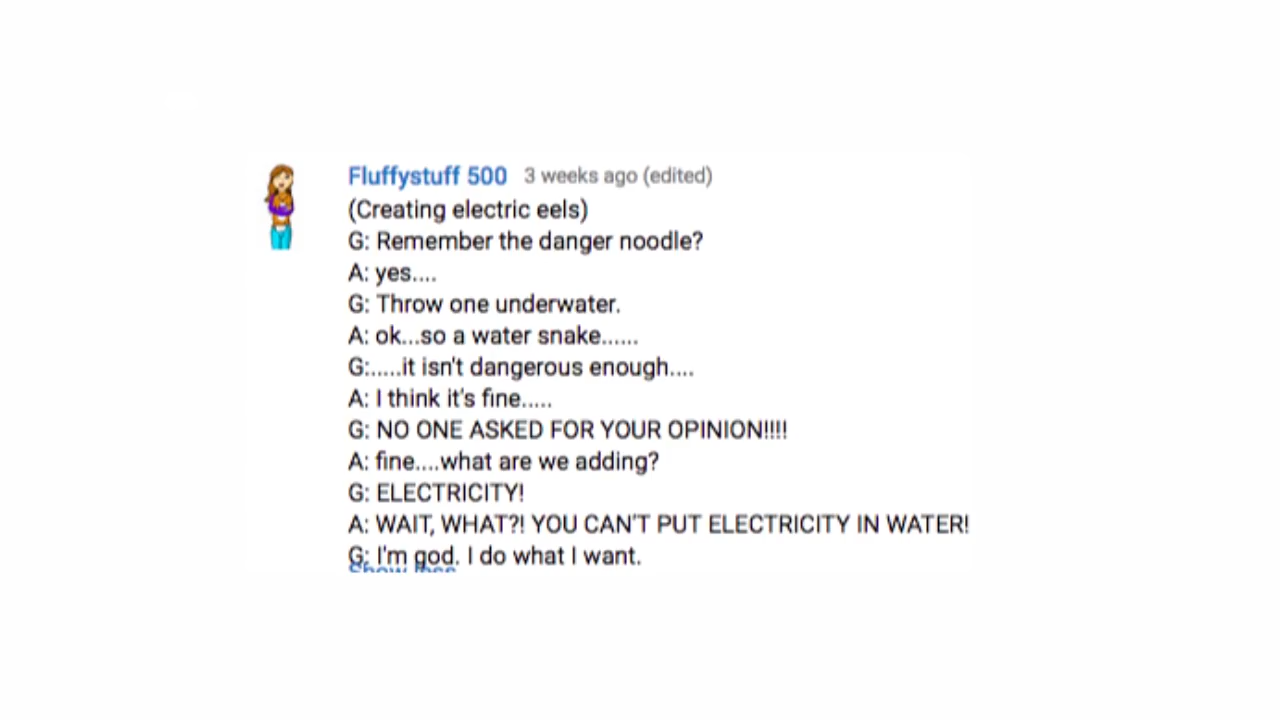 Fluffystuff 500 3 weeks ago (edited)
(Creating electric eels)
G: Remember the danger noodle?
A: yes....
G: Throw one underwater.
A: ok...so a water snake......
G:.....it isn't dangerous enough....
A: I think it's fine.....
G: NO ONE ASKED FOR YOUR OPINION!!!!
A: fine....what are we adding?
G: ELECTRICITY!
A: WAIT, WHAT?! YOU CAN'T PUT ELECTRICITY IN WATER!
G: I'm god. I do what I want.
Show less